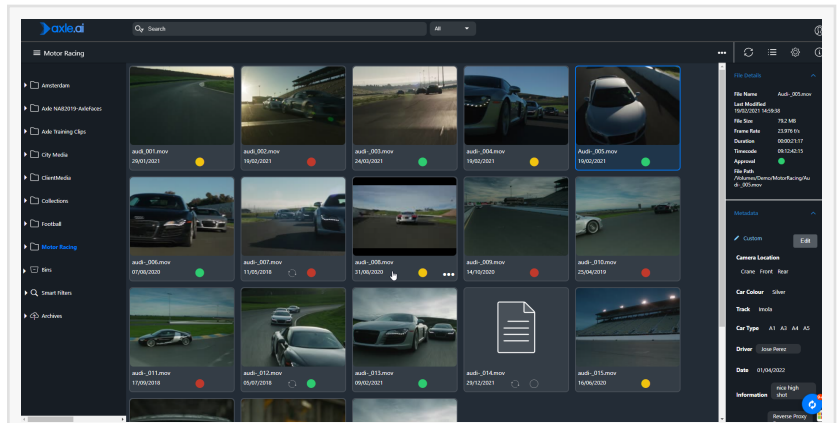 axle.ai
Search
All
Motor Racing
Amsterdam
Axle NAB2019-AxleFaces
Axle Training Clips
City Media
ClientMedia
Collections
Football
Motor Racing
Bins
Smart Filters
Archives
audi_001.mov
29/01/2021
audi_002.mov
19/02/2021
audi-_003.mov
24/03/2021
audi-_004.mov
19/02/2021
Audi-_005.mov
19/02/2021
audi-_006.mov
07/08/2020
audi-_007.mov
11/05/2018
audi-_008.mov
31/08/2020
audi-_009.mov
14/10/2020
audi-_010.mov
25/04/2019
audi-_011.mov
17/09/2018
audi-_012.mov
05/07/2018
audi-_013.mov
09/02/2021
audi-_014.mov
29/12/2021
audi-_015.mov
16/06/2020
File Details
File Name Audi-_005.mov
Last Modified
19/02/2021 14:59:38
File Size 79.2 MB
Frame Rate 23.976 f/s
Duration 00:00:21:17
Timecode 09:12:42:15
Approval
File Path
/Volumes/Demo/MotorRacing/Au
di-_005.mov
Metadata
Custom Edit
Camera Location
Crane Front Rear
Car Colour Silver
Track Imola
Car Type A1 A3 A4 A5
Driver Jose Perez
Date 01/04/2022
Information nice high
shot
Reverse Proxy